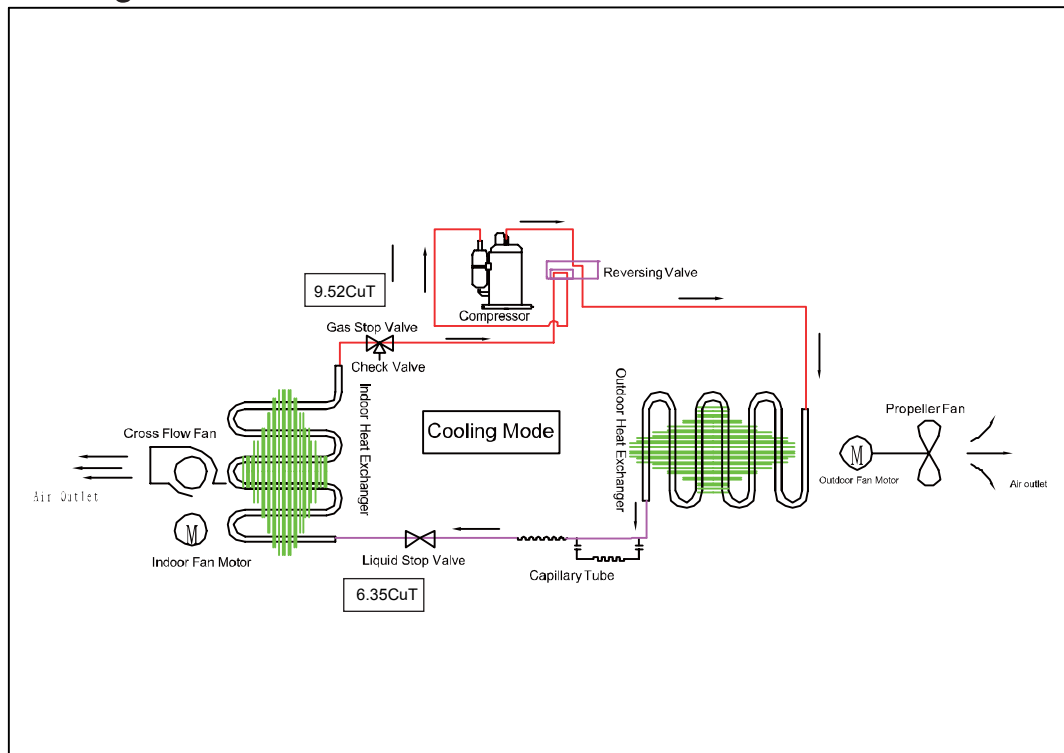 9.52CuT
Compressor
Reversing Valve
Gas Stop Valve
Check Valve
Indoor Heat Exchanger
Cooling Mode
Outdoor Heat Exchanger
Propeller Fan
Cross Flow Fan
M
Outdoor Fan Motor
Air outlet
Air Outlet
M
Indoor Fan Motor
Liquid Stop Valve
Capillary Tube
6.35CuT